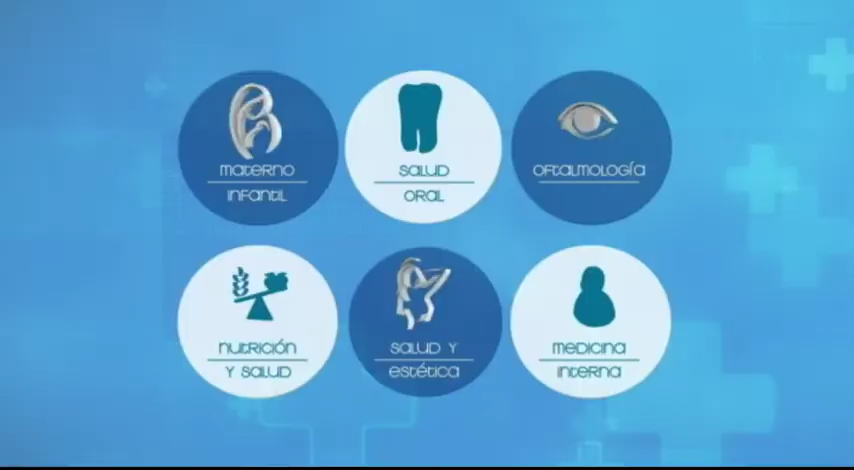 materno
infantil
salud
oral
oftalmología
nutrición
y salud
salud y
estética
medicina
interna